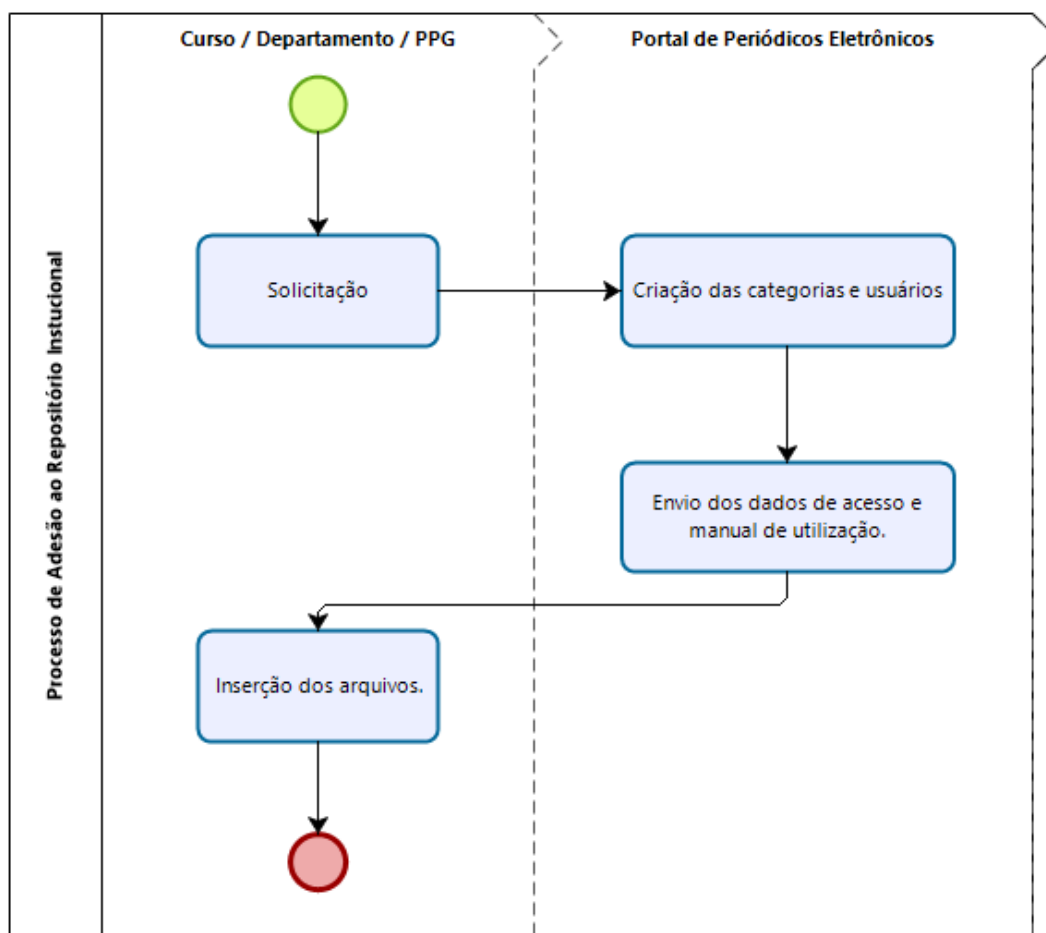 Curso / Departamento / PPG
Portal de Periódicos Eletrônicos
Processo de Adesão ao Repositório Instucional
Solicitação
Criação das categorias e usuários
Envio dos dados de acesso e
manual de utilização.
Inserção dos arquivos.